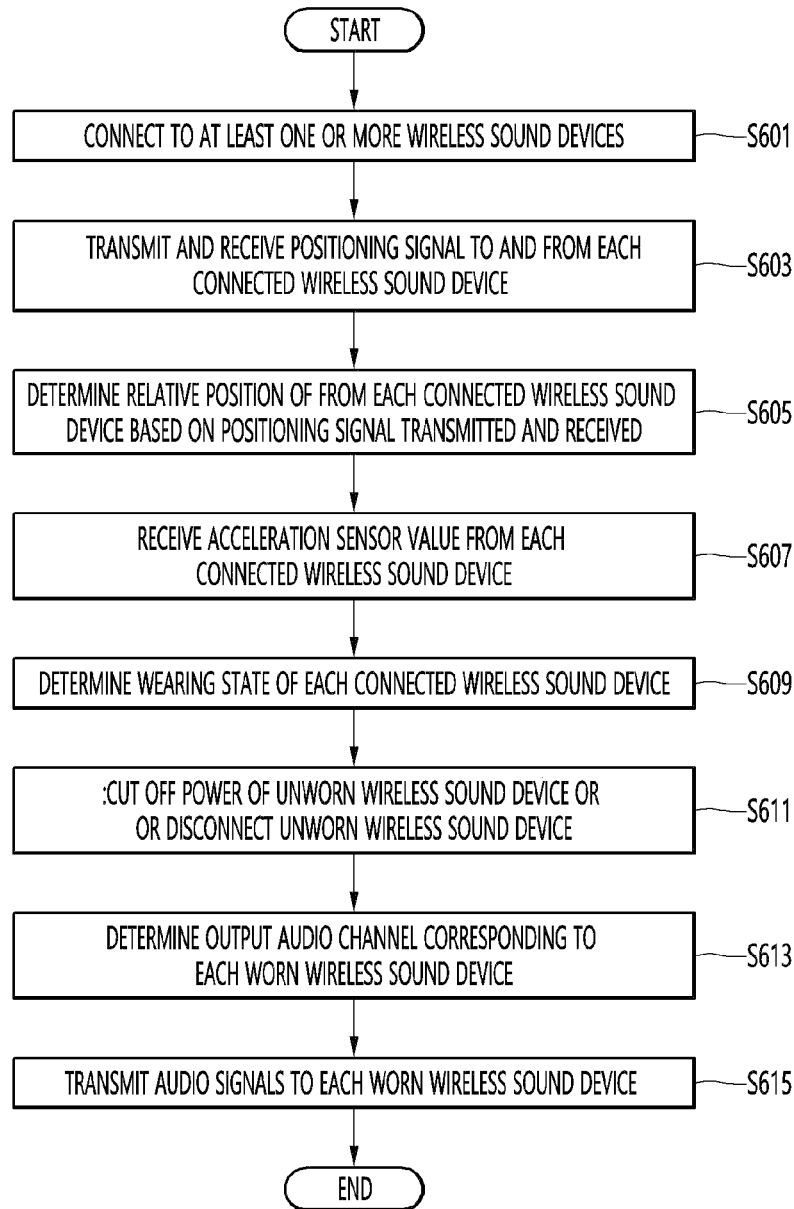 START
CONNECT TO AT LEAST ONE OR MORE WIRELESS SOUND DEVICES
S601
TRANSMIT AND RECEIVE POSITIONING SIGNAL TO AND FROM EACH
CONNECTED WIRELESS SOUND DEVICE
S603
DETERMINE RELATIVE POSITION OF FROM EACH CONNECTED WIRELESS SOUND
DEVICE BASED ON POSITIONING SIGNAL TRANSMITTED AND RECEIVED
S605
RECEIVE ACCELERATION SENSOR VALUE FROM EACH
CONNECTED WIRELESS SOUND DEVICE
S607
DETERMINE WEARING STATE OF EACH CONNECTED WIRELESS SOUND DEVICE
S609
:CUT OFF POWER OF UNWORN WIRELESS SOUND DEVICE OR
OR DISCONNECT UNWORN WIRELESS SOUND DEVICE
S611
DETERMINE OUTPUT AUDIO CHANNEL CORRESPONDING TO
EACH WORN WIRELESS SOUND DEVICE
S613
TRANSMIT AUDIO SIGNALS TO EACH WORN WIRELESS SOUND DEVICE
S615
END